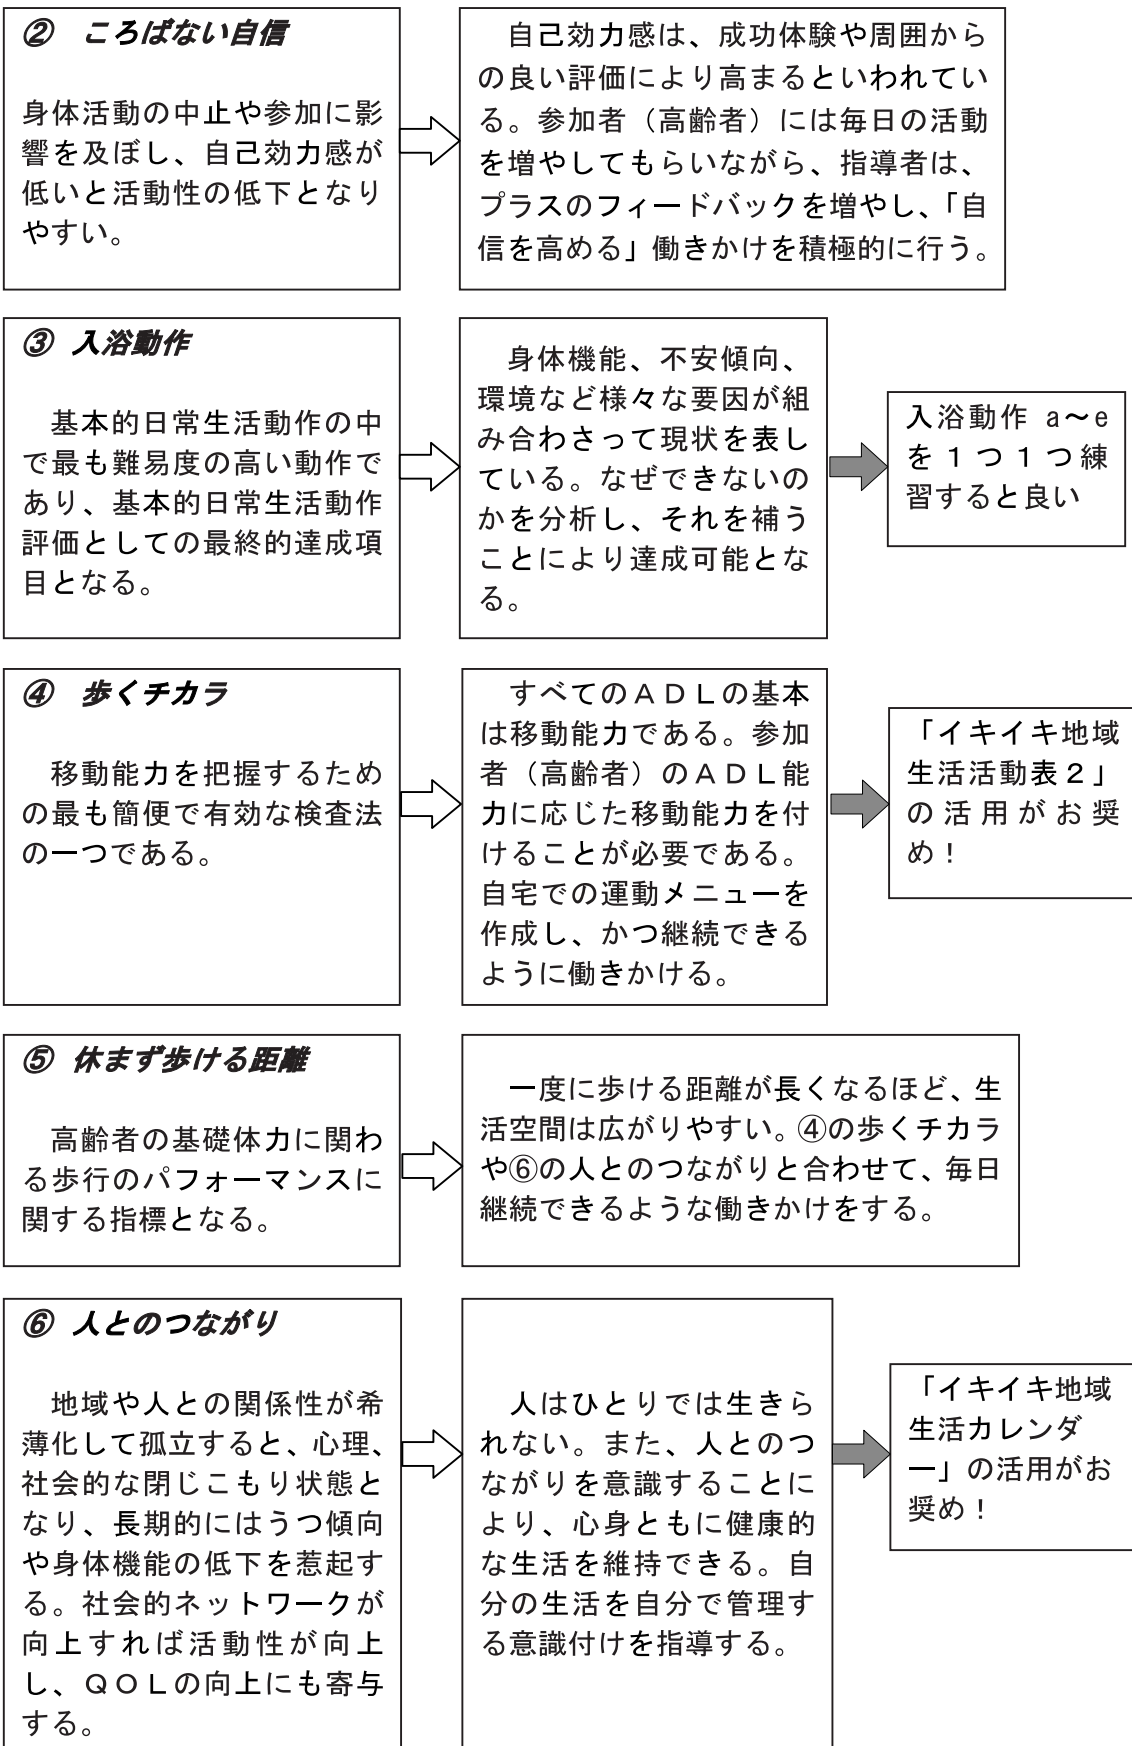 ② ころばない自信
身体活動の中止や参加に影
響を及ぼし、自己効力感が
低いと活動性の低下となり
やすい。
自己効力感は、成功体験や周囲から
の良い評価により高まるといわれてい
る。参加者（高齢者）には毎日の活動
を増やしてもらいながら、指導者は、
プラスのフィードバックを増やし、「自
信を高める」働きかけを積極的に行う。
③ 入浴動作
基本的日常生活動作の中
で最も難易度の高い動作で
あり、基本的日常生活動作
評価としての最終的達成項
目となる。
身体機能、不安傾向、
環境など様々な要因が組
み合わさって現状を表し
ている。なぜできないの
かを分析し、それを補う
ことにより達成可能とな
る。
入浴動作 a～e
を１つ１つ練
習すると良い
④ 歩くチカラ
移動能力を把握するため
の最も簡便で有効な検査法
の一つである。
すべてのＡＤＬの基本
は移動能力である。参加
者（高齢者）のＡＤＬ能
力に応じた移動能力を付
けることが必要である。
自宅での運動メニューを
作成し、かつ継続できる
ように働きかける。
「イキイキ地域
生活活動表２」
の活用がお奨
め！
⑤ 休まず歩ける距離
高齢者の基礎体力に関わ
る歩行のパフォーマンスに
関する指標となる。
一度に歩ける距離が長くなるほど、生
活空間は広がりやすい。④の歩くチカラ
や⑥の人とのつながりと合わせて、毎日
継続できるような働きかけをする。
⑥ 人とのつながり
地域や人との関係性が希
薄化して孤立すると、心理、
社会的な閉じこもり状態と
なり、長期的にはうつ傾向
や身体機能の低下を惹起す
る。社会的ネットワークが
向上すれば活動性が向上
し、ＱＯＬの向上にも寄与
する。
人はひとりでは生きら
れない。また、人とのつ
ながりを意識することに
より、心身ともに健康的
な生活を維持できる。自
分の生活を自分で管理す
る意識付けを指導する。
「イキイキ地域
生活カレンダ
ー」の活用がお
奨め！